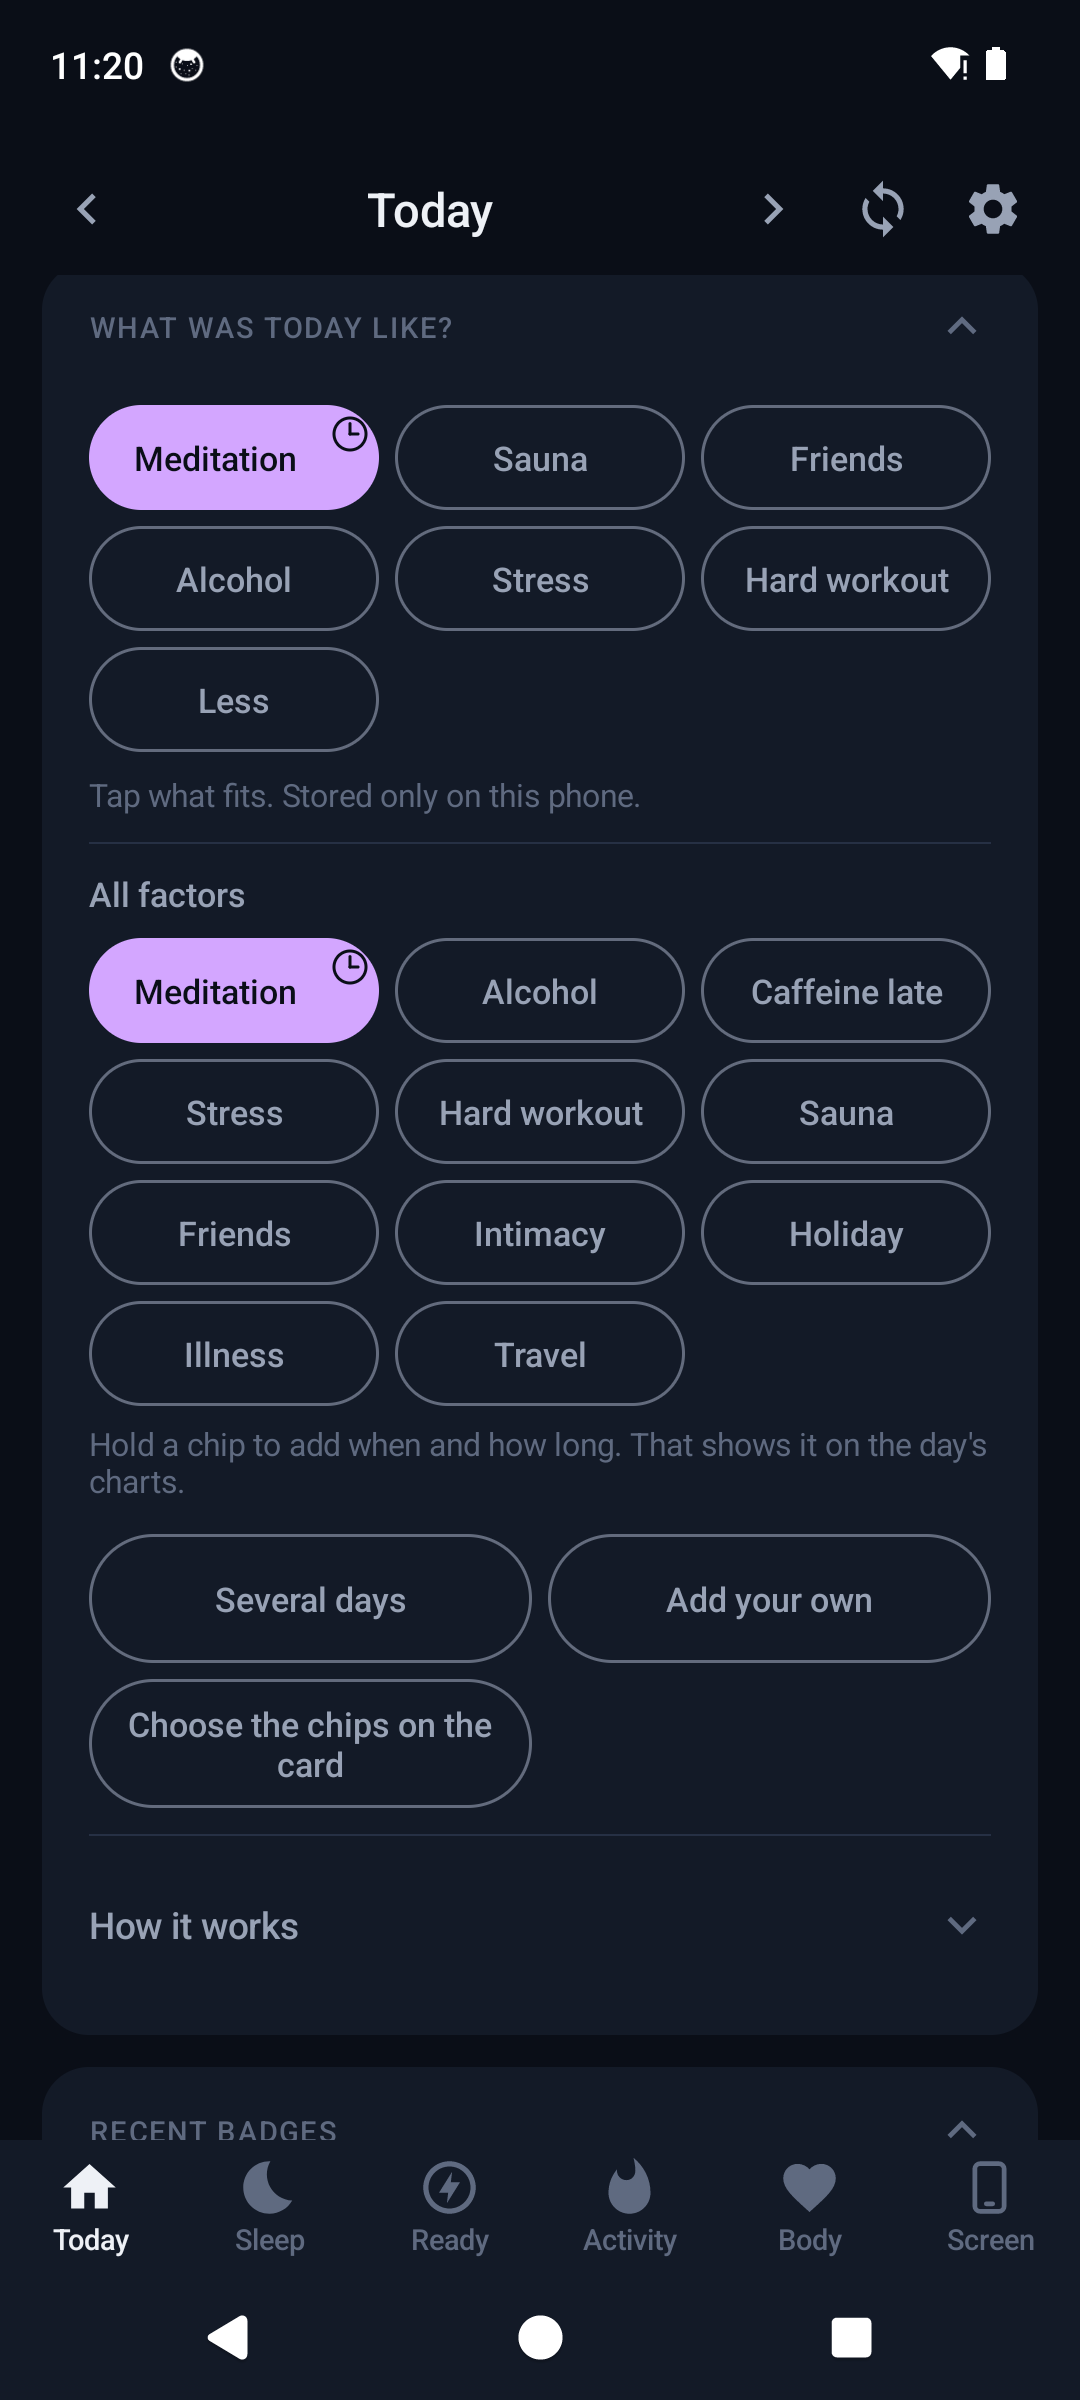 11:20
Today
WHAT WAS TODAY LIKE?
Meditation
Sauna
Friends
Alcohol
Stress
Hard workout
Less
Tap what fits. Stored only on this phone.
All factors
Meditation
Alcohol
Caffeine late
Stress
Hard workout
Sauna
Friends
Intimacy
Holiday
Illness
Travel
Hold a chip to add when and how long. That shows it on the day's
charts.
Several days
Add your own
Choose the chips on the
card
How it works
RECENT BADGES
Today
Sleep
Ready
Activity
Body
Screen